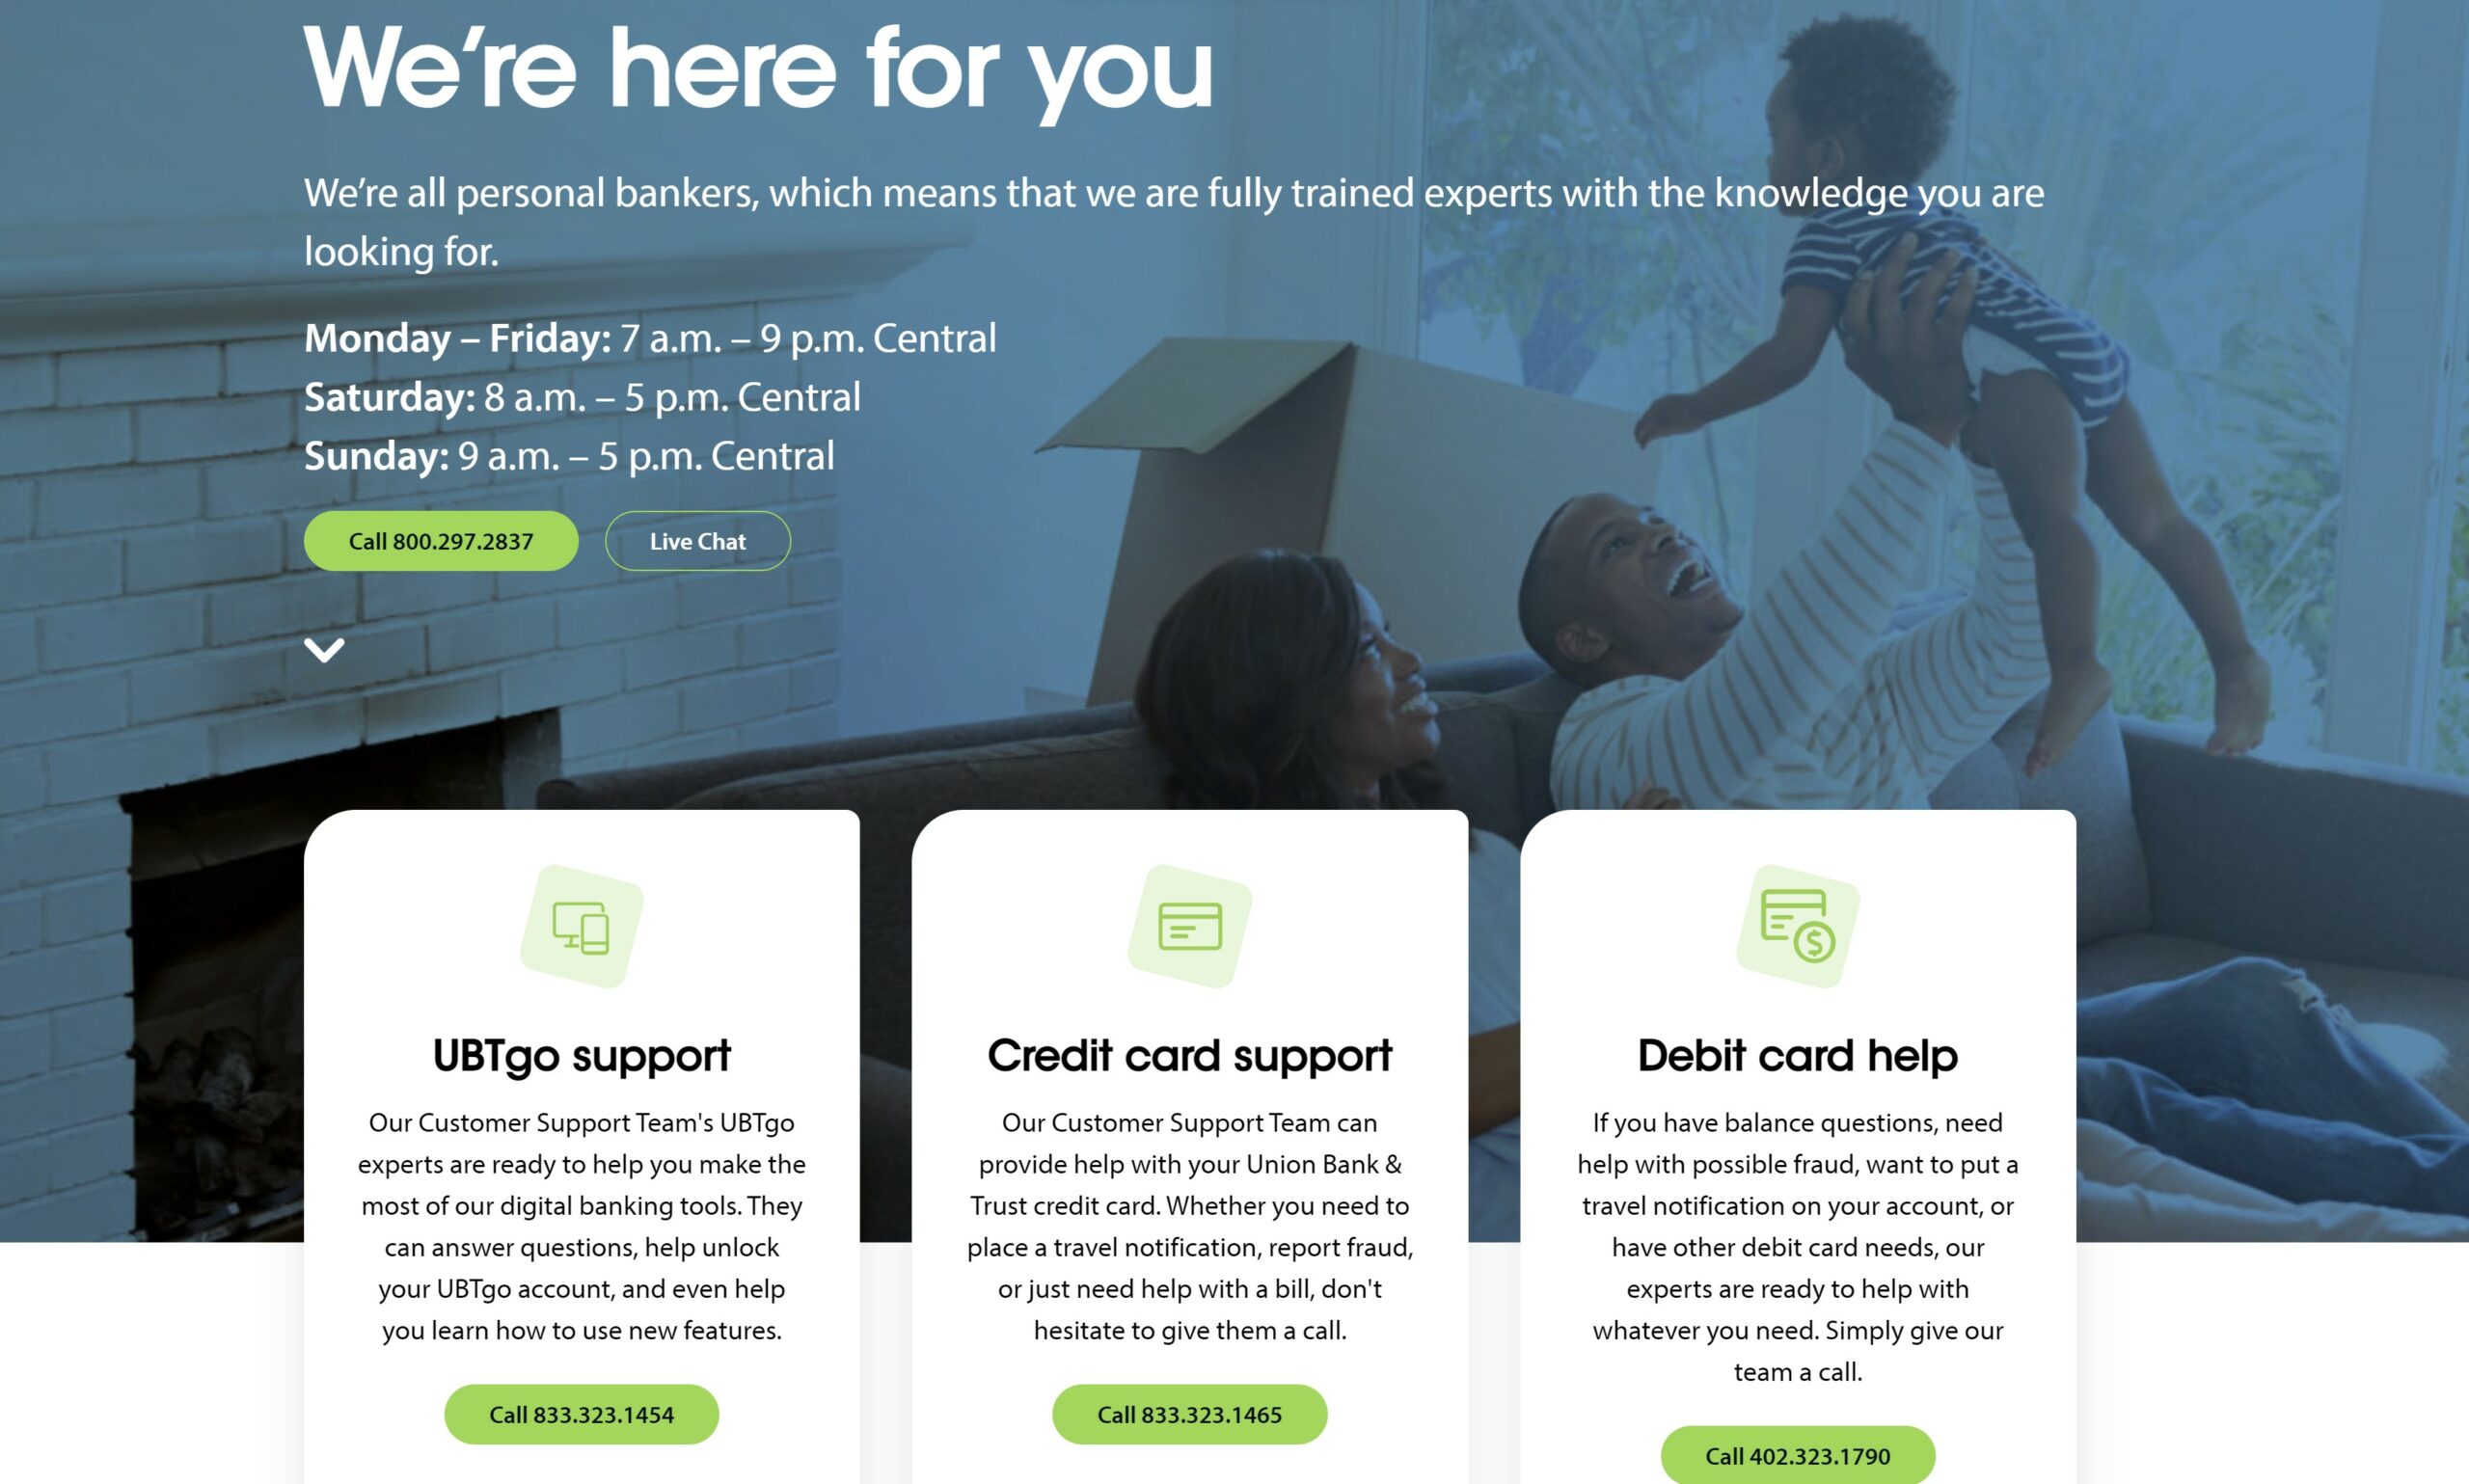 We're here for you
We're all personal bankers, which means that we are fully trained experts with the knowledge you are
looking for.
Monday – Friday: 7 a.m. – 9 p.m. Central
Saturday: 8 a.m. – 5 p.m. Central
Sunday: 9 a.m. – 5 p.m. Central
Call 800.297.2837
Live Chat
UBTgo support
Our Customer Support Team's UBTgo
experts are ready to help you make the
most of our digital banking tools. They
can answer questions, help unlock
your UBTgo account, and even help
you learn how to use new features.
Call 833.323.1454
Credit card support
Our Customer Support Team can
provide help with your Union Bank &
Trust credit card. Whether you need to
place a travel notification, report fraud,
or just need help with a bill, don't
hesitate to give them a call.
Call 833.323.1465
Debit card help
If you have balance questions, need
help with possible fraud, want to put a
travel notification on your account, or
have other debit card needs, our
experts are ready to help with
whatever you need. Simply give our
team a call.
Call 402.323.1790